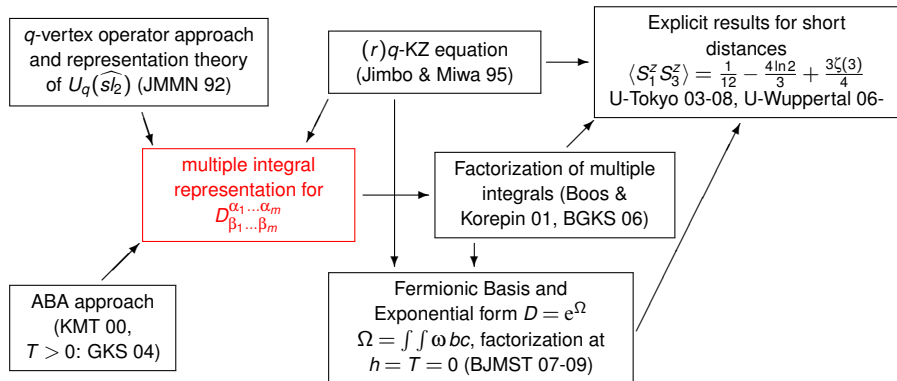 q-vertex operator approach
and representation theory
of U_q(\widehat{sl}_2) (JMMN 92)
(r)q-KZ equation
(Jimbo & Miwa 95)
Explicit results for short
distances
⟨S_1^z S_3^z⟩ = 1/12 − 4 ln 2/3 + 3ζ(3)/4
U-Tokyo 03-08, U-Wuppertal 06-
multiple integral
representation for
D^{α_1...α_m}_{β_1...β_m}
Factorization of multiple
integrals (Boos &
Korepin 01, BGKS 06)
ABA approach
(KMT 00,
T > 0: GKS 04)
Fermionic Basis and
Exponential form D = e^Ω
Ω = ∫ ∫ ω bc, factorization at
h = T = 0 (BJMST 07-09)